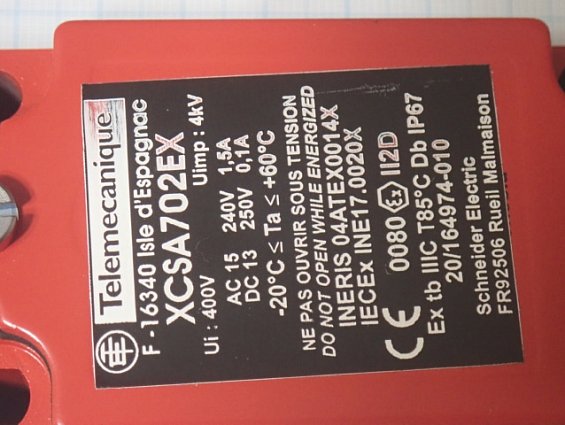 Telemecanique
F - 16340 Isle d'Espagnac
XCSA702EX
Ui : 400V Uimp : 4kV
AC 15 240V 1,5A
DC 13 250V 0,1A
-20°C ≤ Ta ≤ +60°C
NE PAS OUVRIR SOUS TENSION
DO NOT OPEN WHILE ENERGIZED
INERIS 04ATEX0014X
IECEx INE17.0020X
CE 0080 Ex II2D
Ex tb IIIC T85°C Db IP67
20/164974-010
Schneider Electric
FR92506 Rueil Malmaison